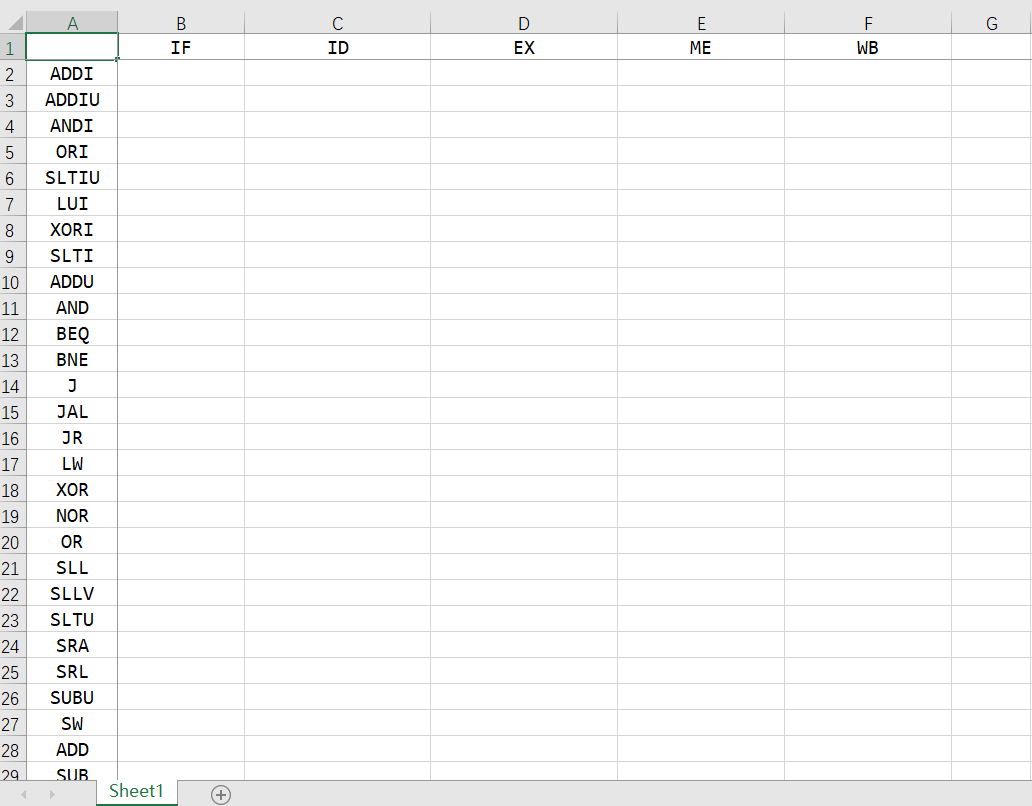 A B C D E F G
1 IF ID EX ME WB
2 ADDI
3 ADDIU
4 ANDI
5 ORI
6 SLTIU
7 LUI
8 XORI
9 SLTI
10 ADDU
11 AND
12 BEQ
13 BNE
14 J
15 JAL
16 JR
17 LW
18 XOR
19 NOR
20 OR
21 SLL
22 SLLV
23 SLTU
24 SRA
25 SRL
26 SUBU
27 SW
28 ADD
29 SUB
Sheet1